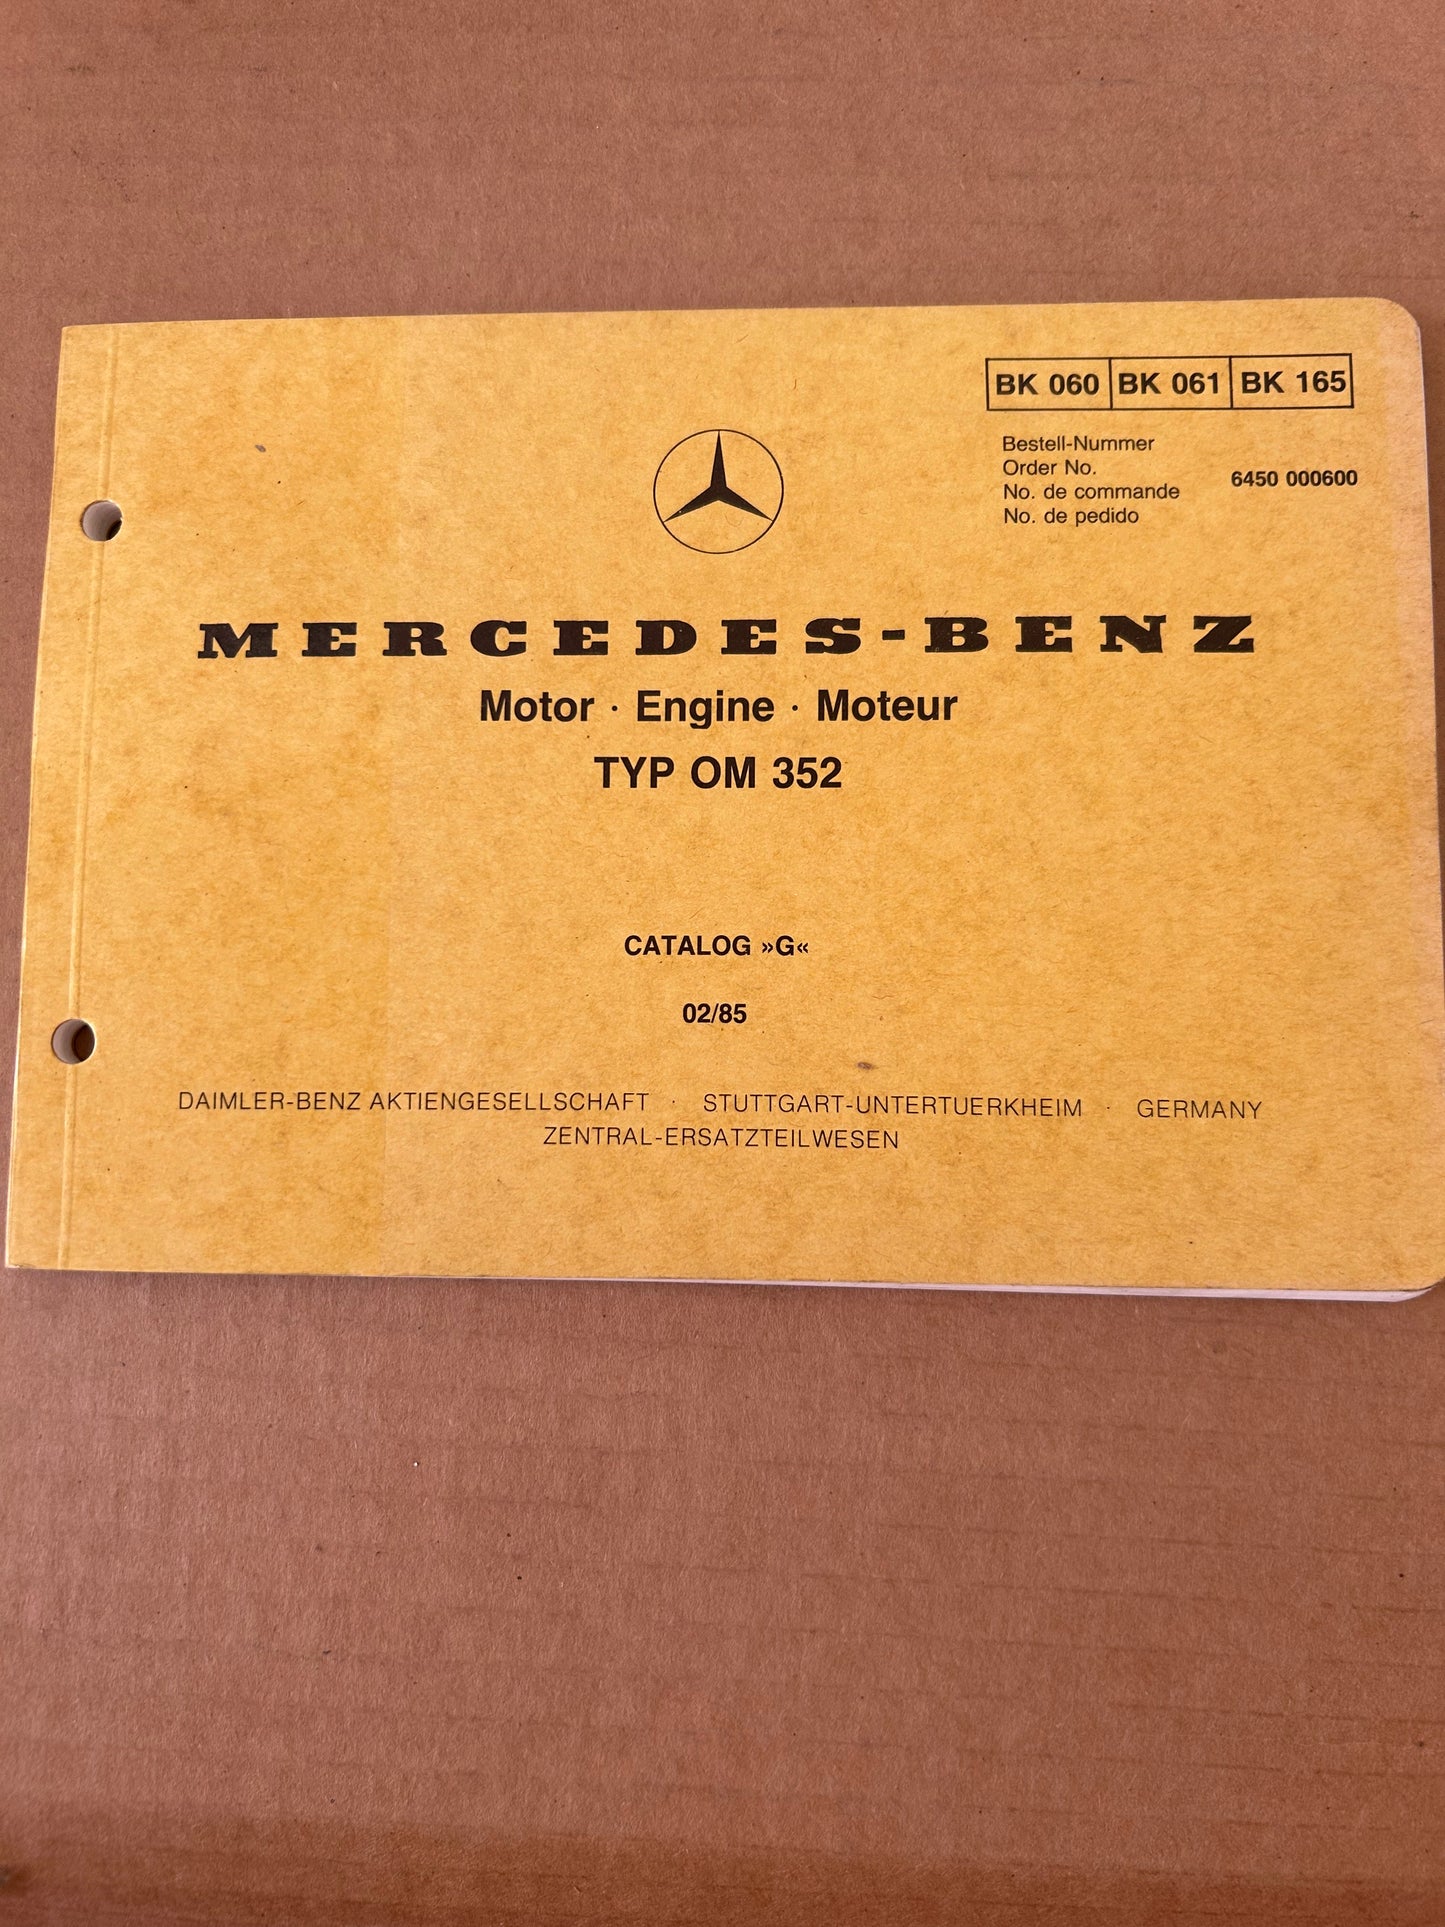 BK 060 BK 061 BK 165
Bestell-Nummer
Order No.
No. de commande
No. de pedido
6450 000600
MERCEDES-BENZ
Motor · Engine · Moteur
TYP OM 352
CATALOG »G«
02/85
DAIMLER-BENZ AKTIENGESELLSCHAFT · STUTTGART-UNTERTUERKHEIM · GERMANY
ZENTRAL-ERSATZTEILWESEN